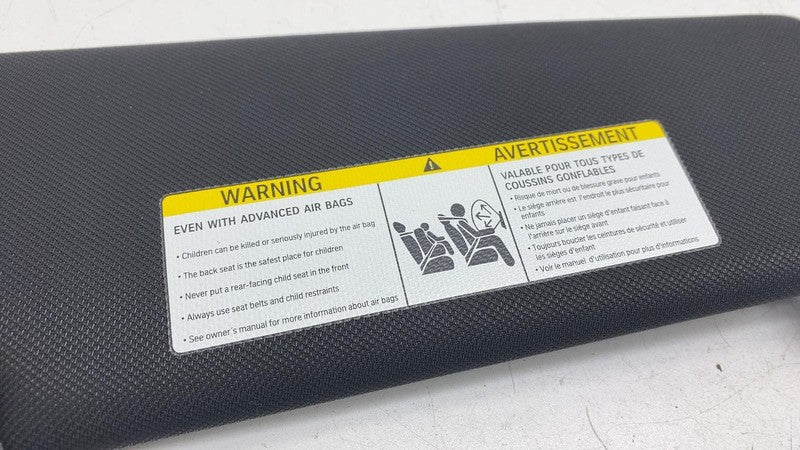 WARNING
EVEN WITH ADVANCED AIR BAGS
• Children can be killed or seriously injured by the air bag
• The back seat is the safest place for children
• Never put a rear-facing child seat in the front
• Always use seat belts and child restraints
• See owner's manual for more information about air bags
AVERTISSEMENT
VALABLE POUR TOUS TYPES DE
COUSSINS GONFLABLES
• Risque de mort ou de blessure grave pour enfants
• Le siège arrière est l'endroit le plus sécuritaire pour
enfants
• Ne jamais placer un siège d'enfant faisant face à
l'arrière sur le siège avant
• Toujours boucler les ceintures de sécurité et utiliser
les sièges d'enfant
• Voir le manuel d'utilisation pour plus d'informations